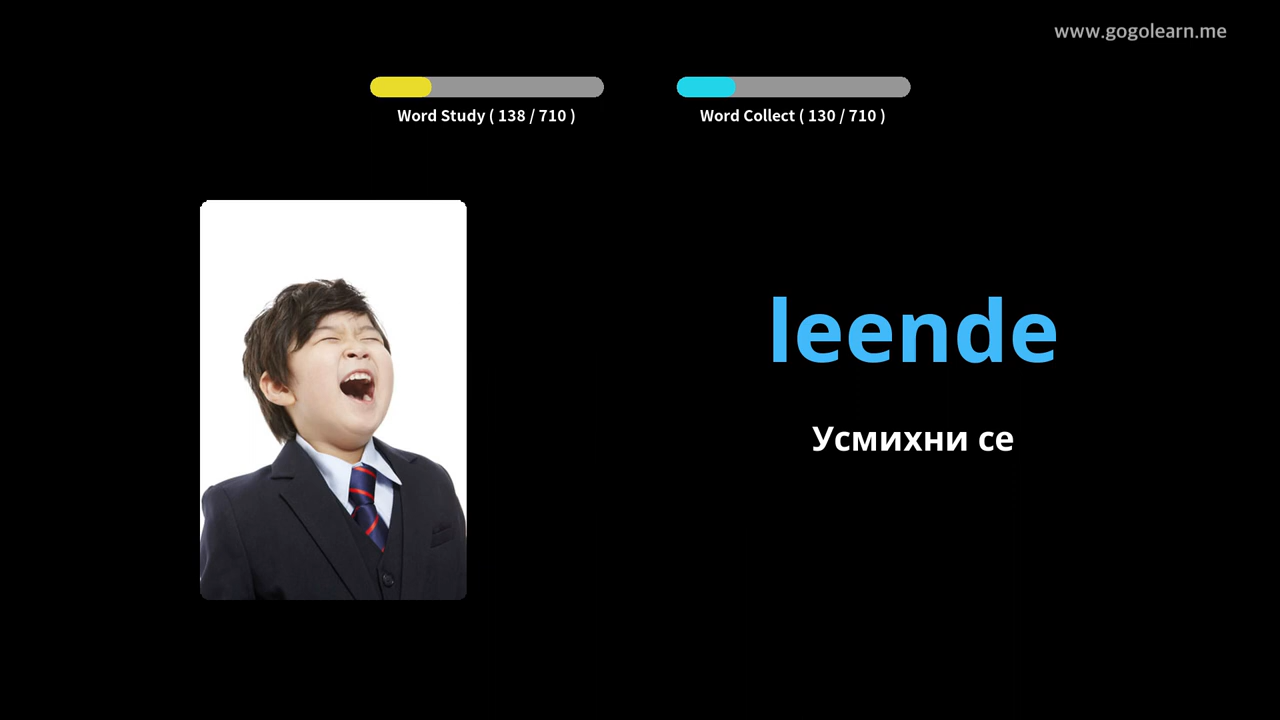 www.gogolearn.me
Word Study ( 138 / 710 )
Word Collect ( 130 / 710 )
leende
Усмихни се